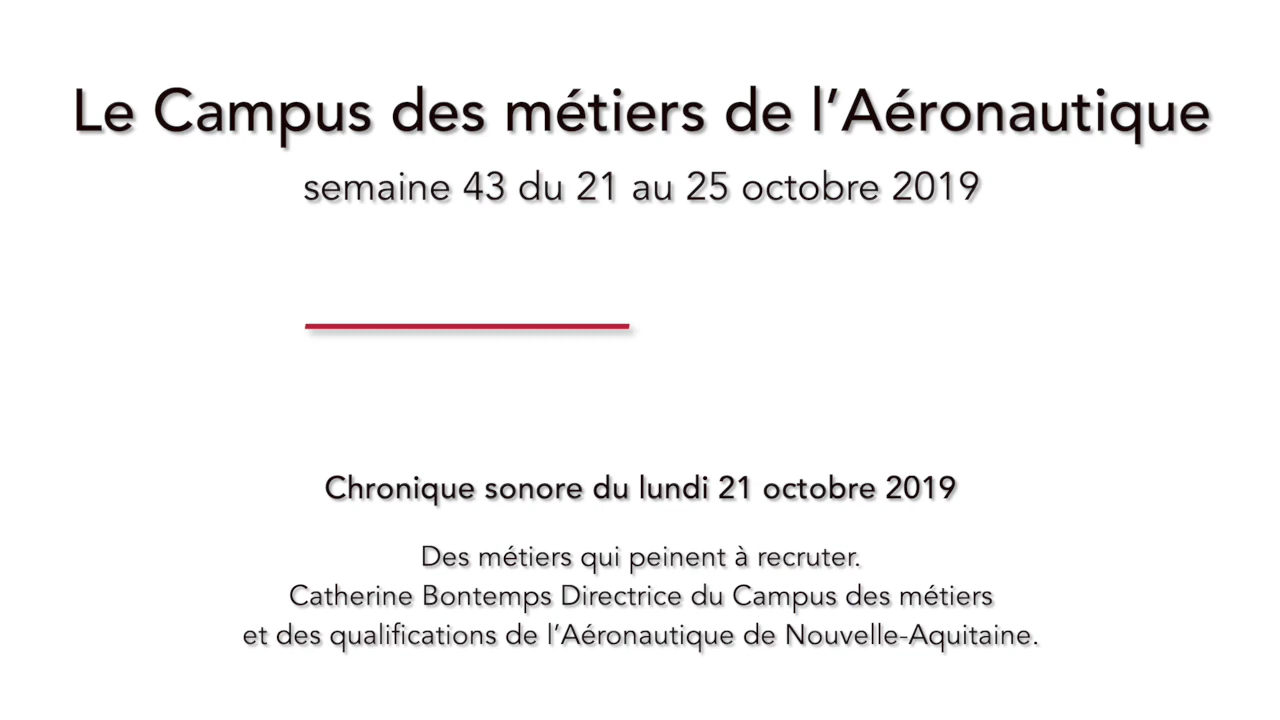 Le Campus des métiers de l’Aéronautique
semaine 43 du 21 au 25 octobre 2019
Chronique sonore du lundi 21 octobre 2019
Des métiers qui peinent à recruter.
Catherine Bontemps Directrice du Campus des métiers
et des qualifications de l’Aéronautique de Nouvelle-Aquitaine.